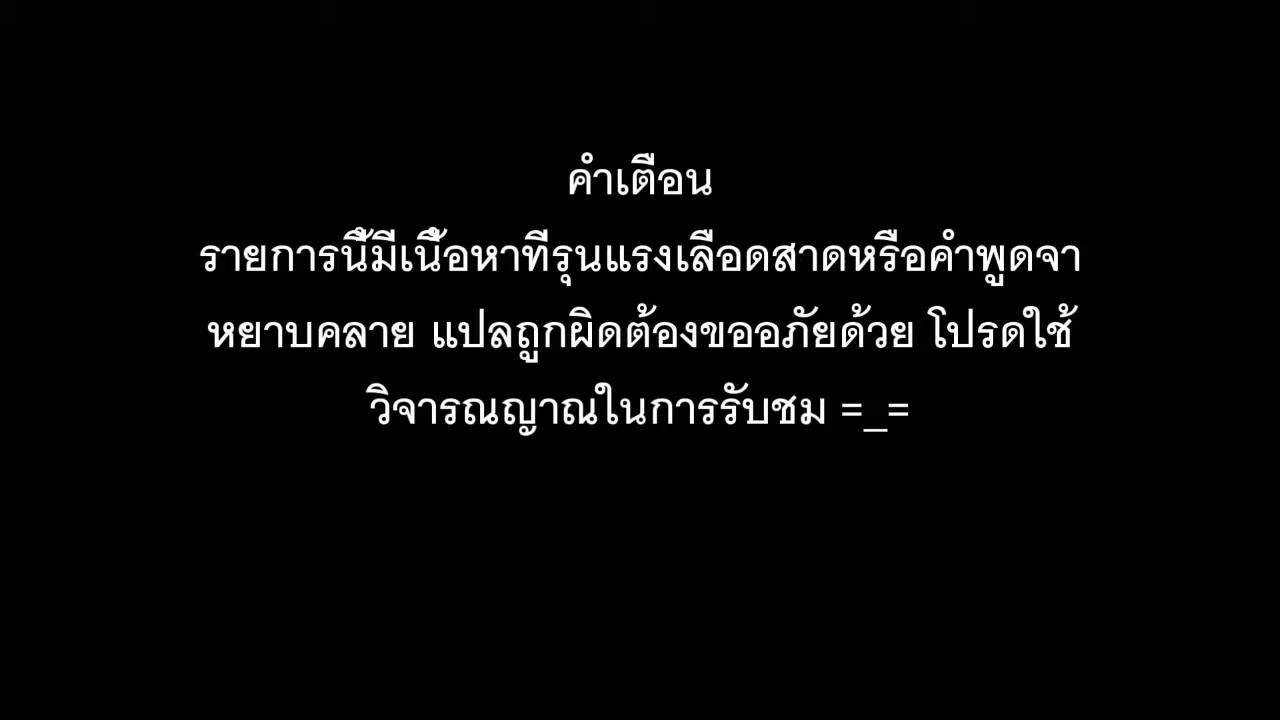 คำเตือน
รายการนี้มีเนื้อหาที่รุนแรงเลือดสาดหรือคำพูดจา
หยาบคลาย แปลถูกผิดต้องขออภัยด้วย โปรดใช้
วิจารณญาณในการรับชม =_=